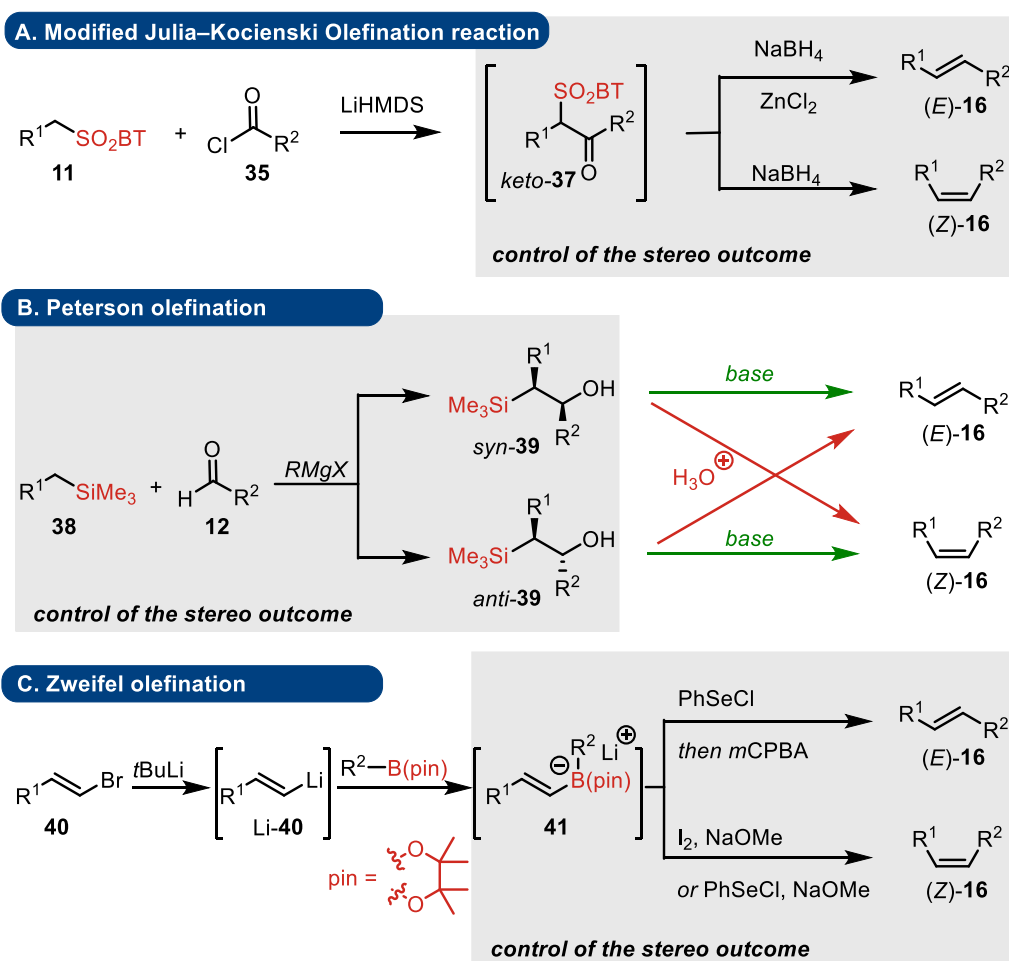 A. Modified Julia–Kocienski Olefination reaction
R¹ SO₂BT
11
+
O
Cl R²
35
LiHMDS
SO₂BT
R¹ R²
O
keto-37
NaBH₄
ZnCl₂
R¹ R²
(E)-16
NaBH₄
R¹ R²
(Z)-16
control of the stereo outcome
B. Peterson olefination
R¹ SiMe₃
38
+
O
H R²
12
RMgX
R¹
Me₃Si OH
R²
syn-39
R¹
Me₃Si OH
R²
anti-39
base
H₃O⊕
base
R¹ R²
(E)-16
R¹ R²
(Z)-16
control of the stereo outcome
C. Zweifel olefination
R¹ Br
40
tBuLi
R¹ Li
Li-40
R²–B(pin)
pin =
O
O
R² Li⊕
⊖
R¹ B(pin)
41
PhSeCl
then mCPBA
R¹ R²
(E)-16
I₂, NaOMe
or PhSeCl, NaOMe
R¹ R²
(Z)-16
control of the stereo outcome